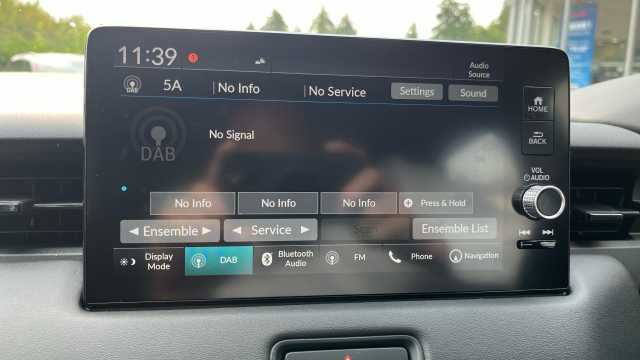 11:39
Audio
Source
DAB
5A
No Info
No Service
Settings
Sound
HOME
No Signal
DAB
BACK
VOL
AUDIO
No Info
No Info
No Info
Press & Hold
Ensemble
Service
Scan
Ensemble List
Display
Mode
DAB
Bluetooth
Audio
FM
Phone
Navigation